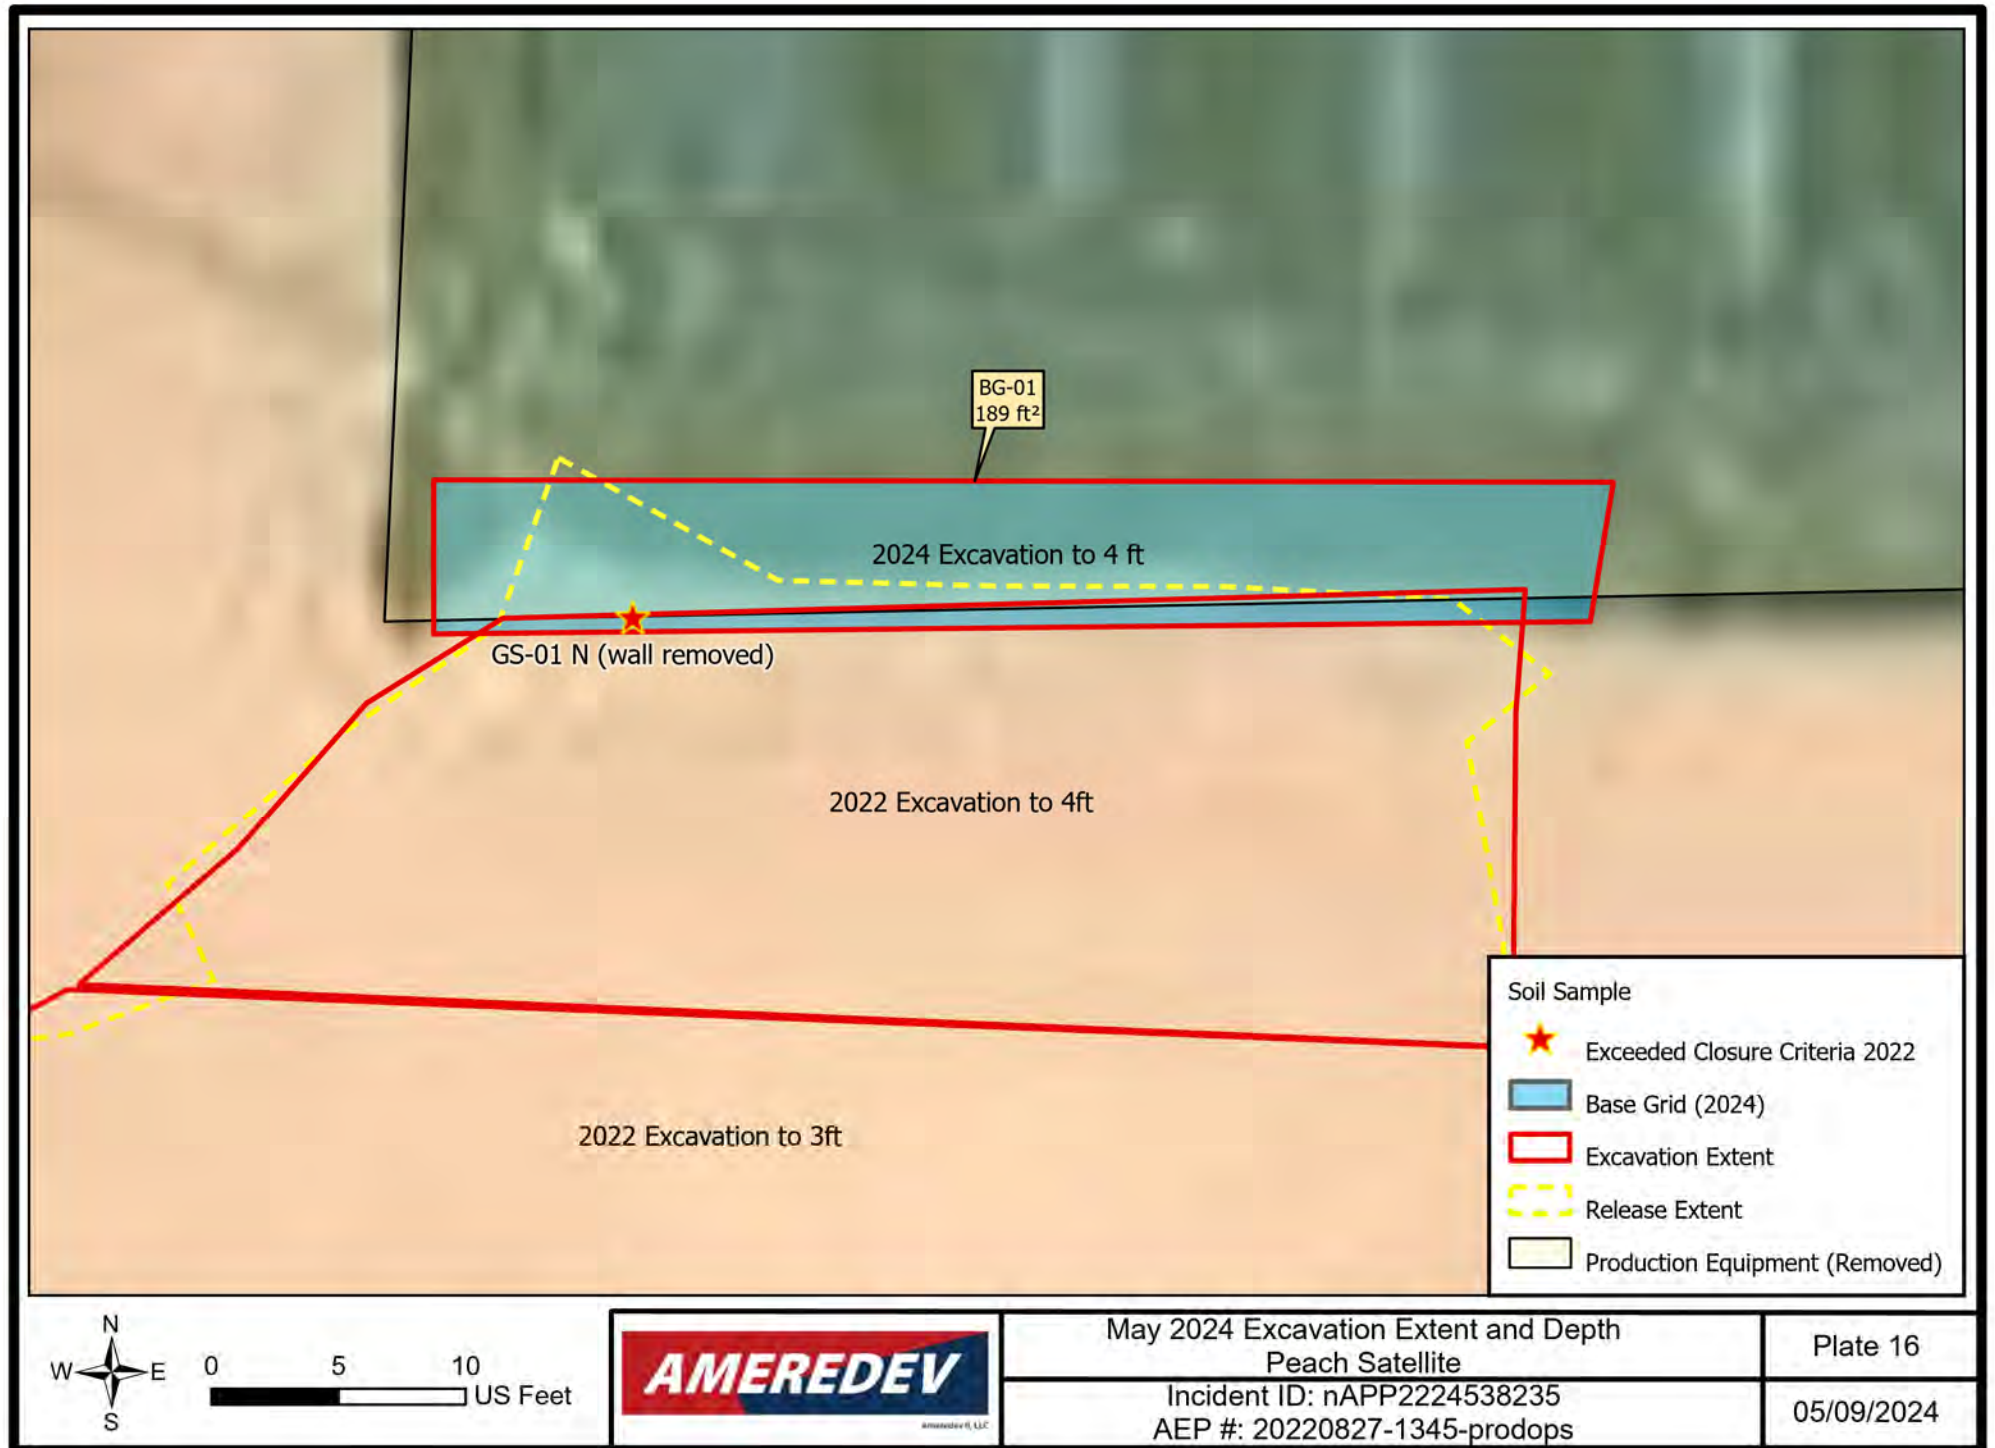 BG-01
189 ft²
2024 Excavation to 4 ft
GS-01 N (wall removed)
2022 Excavation to 4ft
2022 Excavation to 3ft
Soil Sample
Exceeded Closure Criteria 2022
Base Grid (2024)
Excavation Extent
Release Extent
Production Equipment (Removed)
N
W E
S
0 5 10
US Feet
AMEREDEV
Ameredev II, LLC
May 2024 Excavation Extent and Depth
Peach Satellite
Incident ID: nAPP2224538235
AEP #: 20220827-1345-prodops
Plate 16
05/09/2024